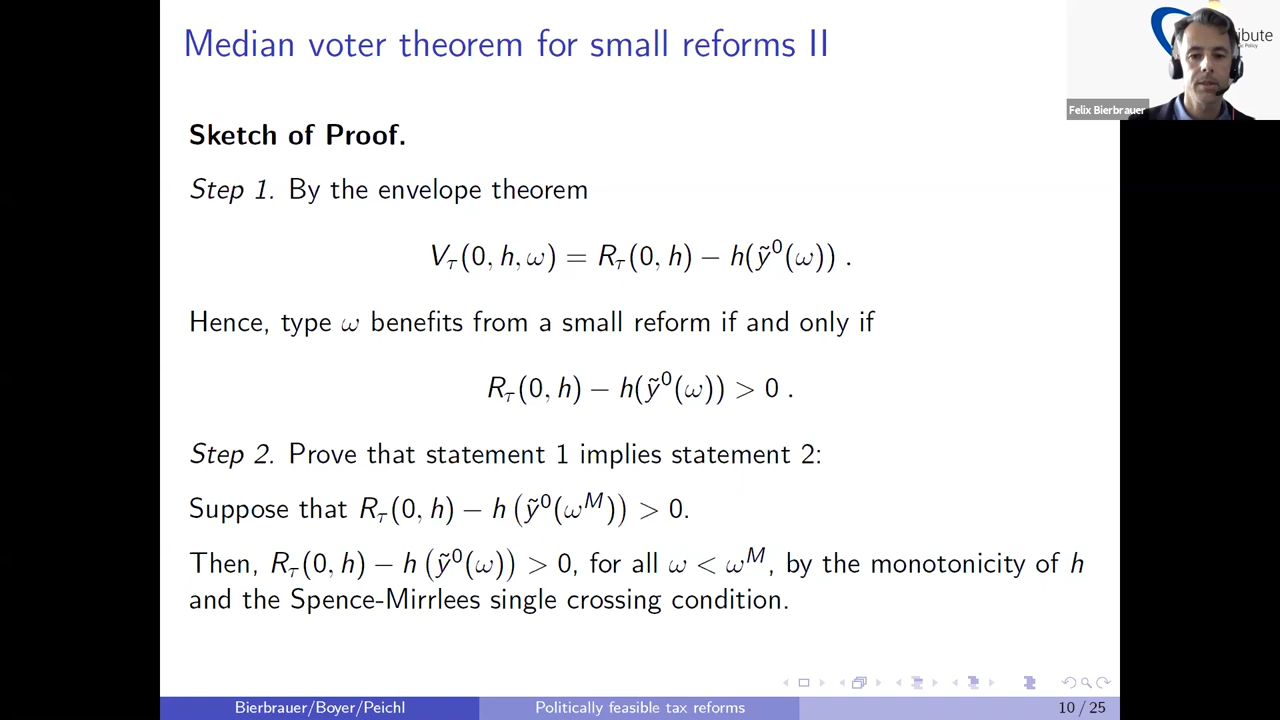 Median voter theorem for small reforms II
Sketch of Proof.
Step 1. By the envelope theorem
V_τ(0, h, ω) = R_τ(0, h) − h(ỹ⁰(ω)) .
Hence, type ω benefits from a small reform if and only if
R_τ(0, h) − h(ỹ⁰(ω)) > 0 .
Step 2. Prove that statement 1 implies statement 2:
Suppose that R_τ(0, h) − h (ỹ⁰(ω^M)) > 0.
Then, R_τ(0, h) − h (ỹ⁰(ω)) > 0, for all ω < ω^M, by the monotonicity of h
and the Spence-Mirrlees single crossing condition.
Bierbrauer/Boyer/Peichl
Politically feasible tax reforms
10 / 25
Felix Bierbrauer
ibute
Policy